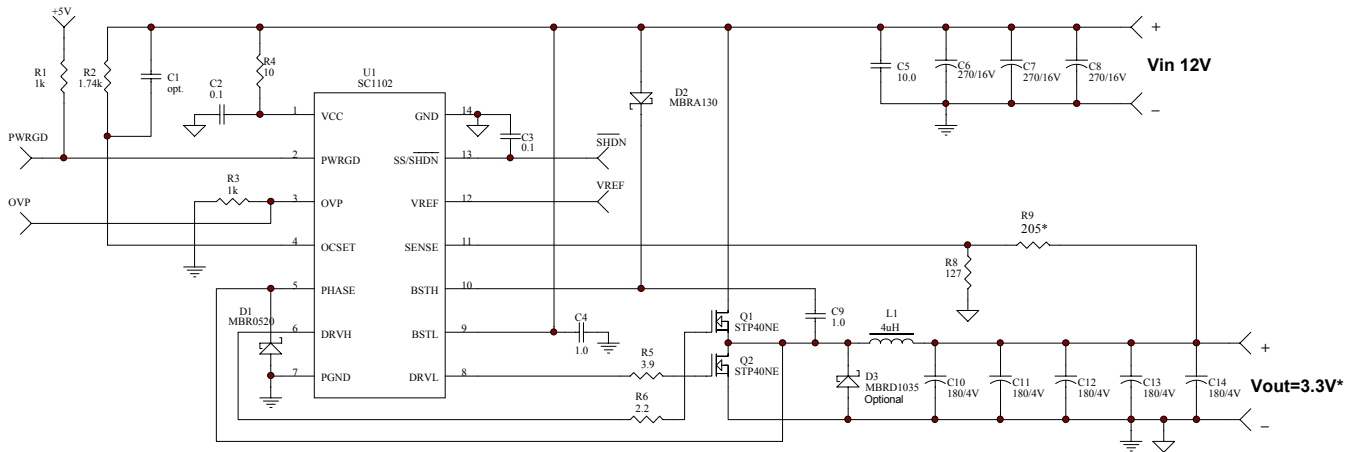 +5V
R1
1k
R2
1.74k
C1
opt.
C2
0.1
R4
10
U1
SC1102
1
VCC
GND
14
C3
0.1
SHDN
PWRGD
2
PWRGD
SS/SHDN
13
R3
1k
OVP
3
OVP
VREF
12
VREF
4
OCSET
SENSE
11
5
PHASE
BSTH
10
D1
MBR0520
6
DRVH
BSTL
9
C4
1.0
7
PGND
DRVL
8
R5
3.9
R6
2.2
D2
MBRA130
Q1
STP40NE
Q2
STP40NE
C9
1.0
L1
4uH
R8
127
R9
205*
D3
MBRD1035
Optional
C5
10.0
C6
270/16V
C7
270/16V
C8
270/16V
+
Vin 12V
_
C10
180/4V
C11
180/4V
C12
180/4V
C13
180/4V
C14
180/4V
+
Vout=3.3V*
_